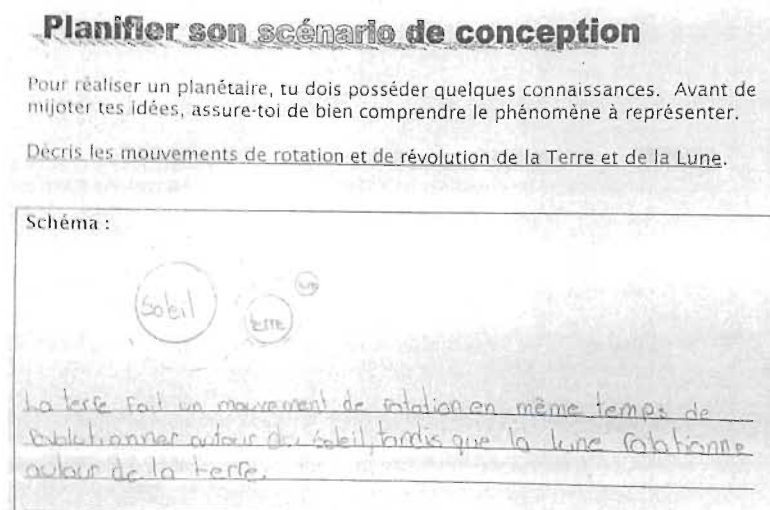 Planifier son scénario de conception
Pour réaliser un planétaire, tu dois posséder quelques connaissances. Avant de
mijoter tes idées, assure-toi de bien comprendre le phénomène à représenter.
Décris les mouvements de rotation et de révolution de la Terre et de la Lune.
Schéma :
soleil
terre
La terre fait un mouvement de rotation en même temps de
évolutionner autour du soleil, tandis que la lune rotationne
autour de la terre.